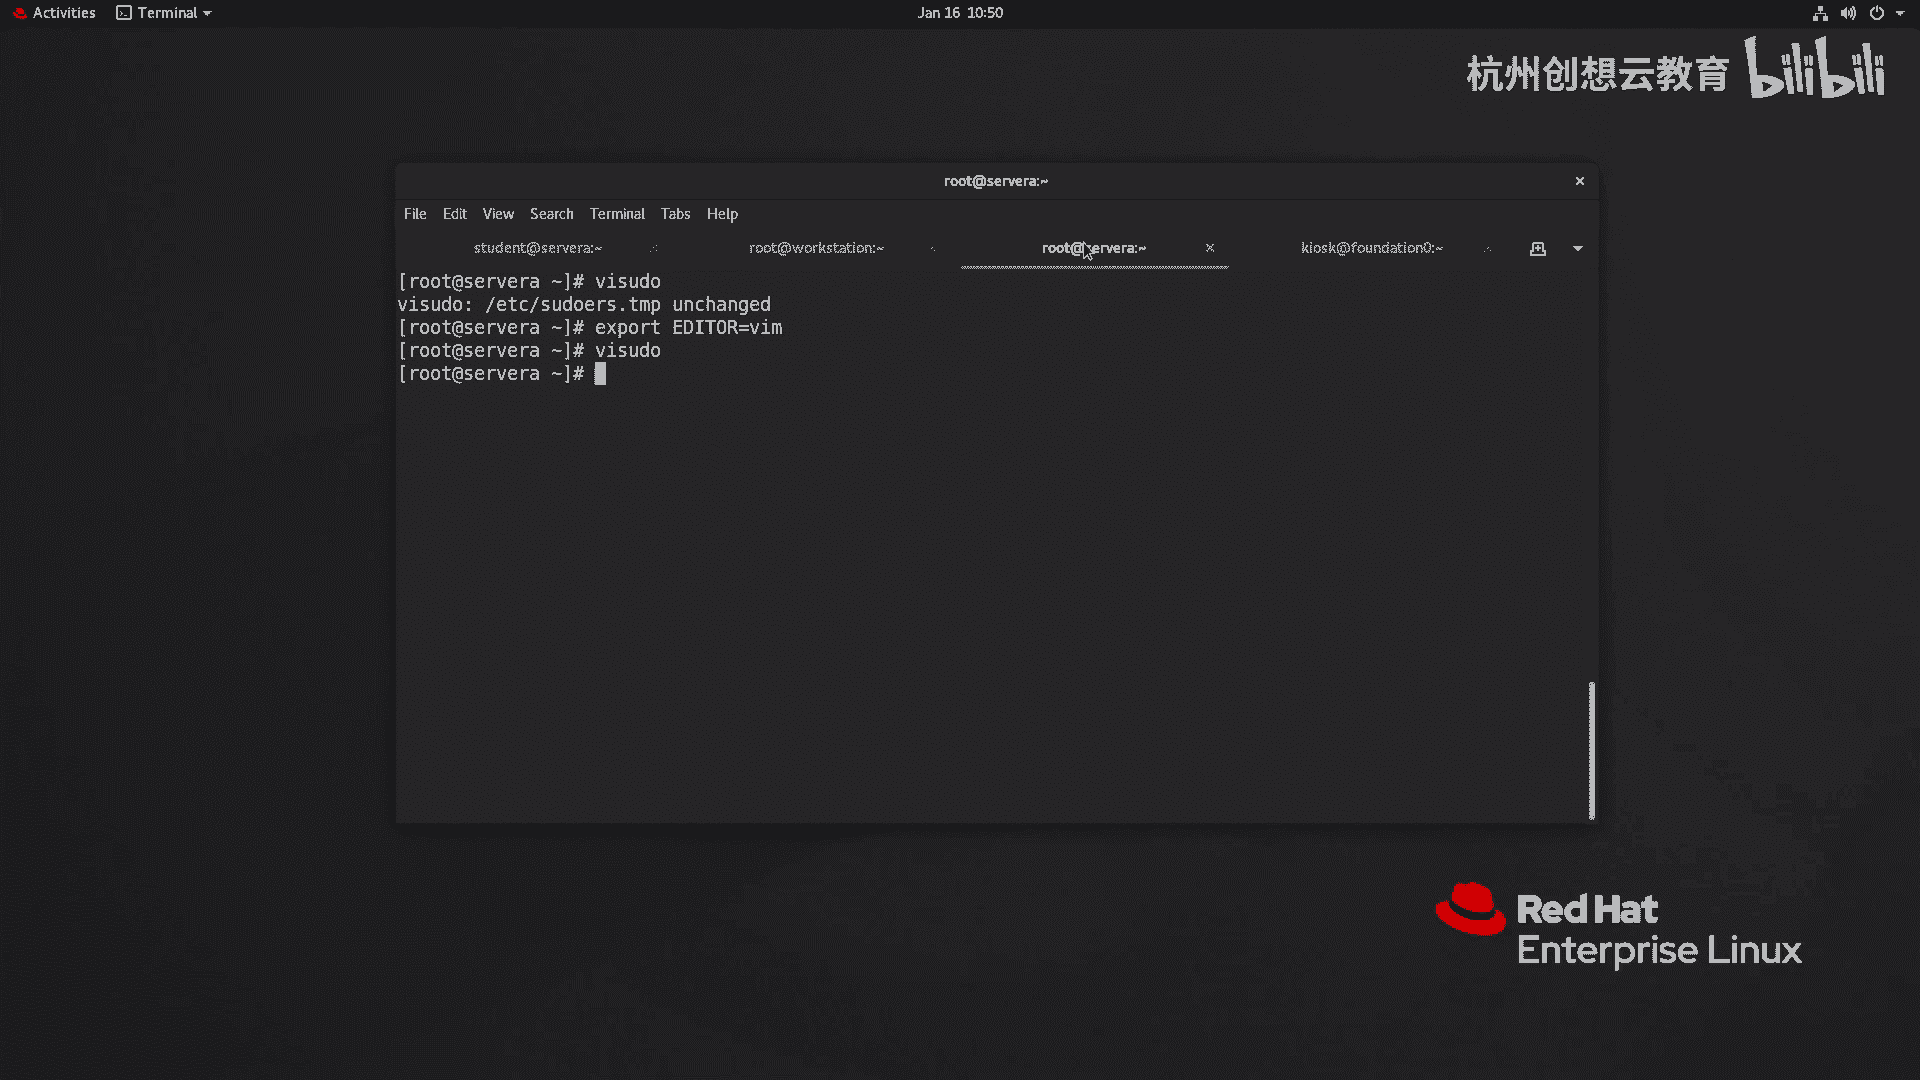 Activities
Terminal
Jan 16 10:50
杭州创想云教育 bilibili
root@servera:~
File Edit View Search Terminal Tabs Help
student@servera:~ root@workstation:~ root@servera:~ kiosk@foundation0:~
[root@servera ~]# visudo
visudo: /etc/sudoers.tmp unchanged
[root@servera ~]# export EDITOR=vim
[root@servera ~]# visudo
[root@servera ~]#
Red Hat
Enterprise Linux